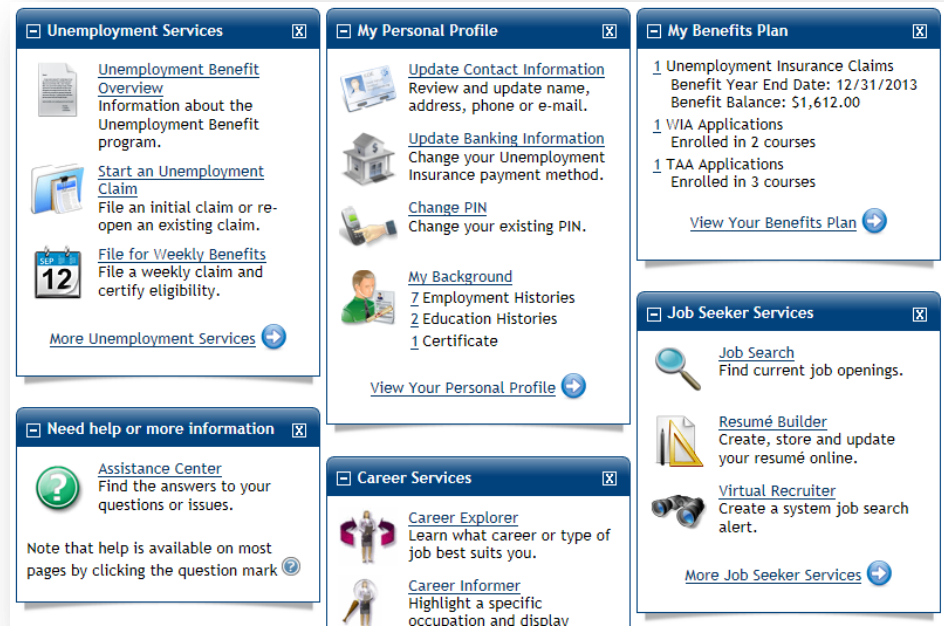 Unemployment Services X
Unemployment Benefit
Overview
Information about the
Unemployment Benefit
program.
Start an Unemployment
Claim
File an initial claim or re-
open an existing claim.
SEP
12
File for Weekly Benefits
File a weekly claim and
certify eligibility.
More Unemployment Services
Need help or more information X
Assistance Center
Find the answers to your
questions or issues.
Note that help is available on most
pages by clicking the question mark ?
My Personal Profile X
Update Contact Information
Review and update name,
address, phone or e-mail.
Update Banking Information
Change your Unemployment
Insurance payment method.
Change PIN
Change your existing PIN.
My Background
7 Employment Histories
2 Education Histories
1 Certificate
View Your Personal Profile
Career Services X
Career Explorer
Learn what career or type of
job best suits you.
Career Informer
Highlight a specific
occupation and display
My Benefits Plan X
1 Unemployment Insurance Claims
Benefit Year End Date: 12/31/2013
Benefit Balance: $1,612.00
1 WIA Applications
Enrolled in 2 courses
1 TAA Applications
Enrolled in 3 courses
View Your Benefits Plan
Job Seeker Services X
Job Search
Find current job openings.
Resumé Builder
Create, store and update
your resumé online.
Virtual Recruiter
Create a system job search
alert.
More Job Seeker Services